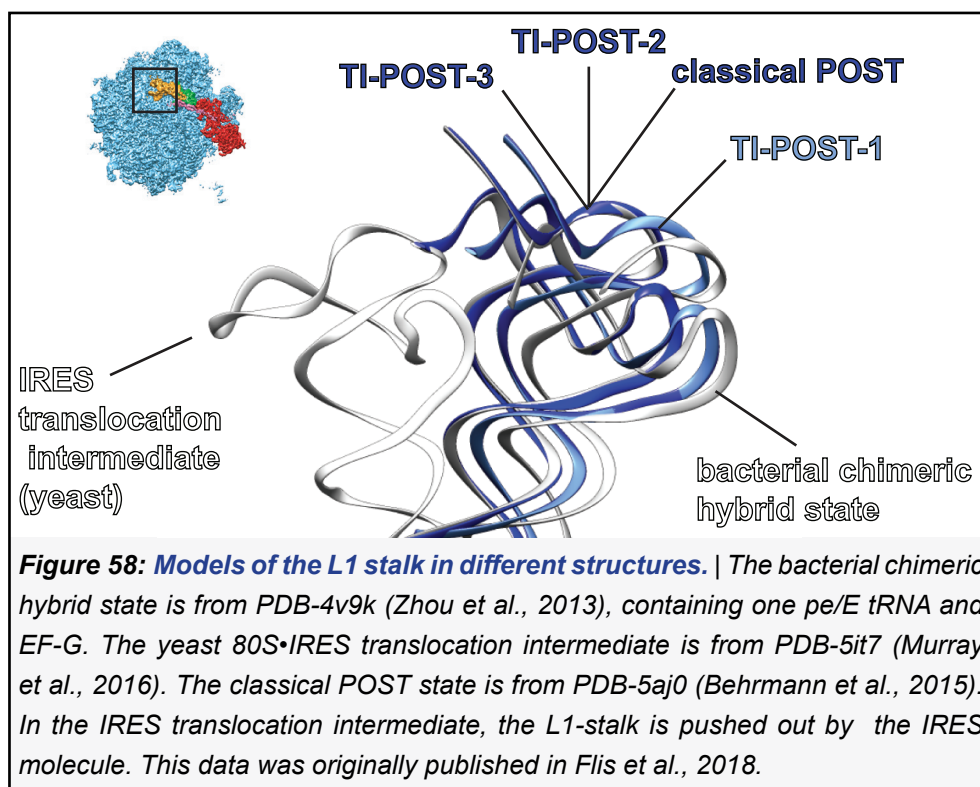 TI-POST-2
TI-POST-3
classical POST
TI-POST-1
IRES
translocation
intermediate
(yeast)
bacterial chimeric
hybrid state
Figure 58: Models of the L1 stalk in different structures. | The bacterial chimeric
hybrid state is from PDB-4v9k (Zhou et al., 2013), containing one pe/E tRNA and
EF-G. The yeast 80S•IRES translocation intermediate is from PDB-5it7 (Murray
et al., 2016). The classical POST state is from PDB-5aj0 (Behrmann et al., 2015).
In the IRES translocation intermediate, the L1-stalk is pushed out by the IRES
molecule. This data was originally published in Flis et al., 2018.